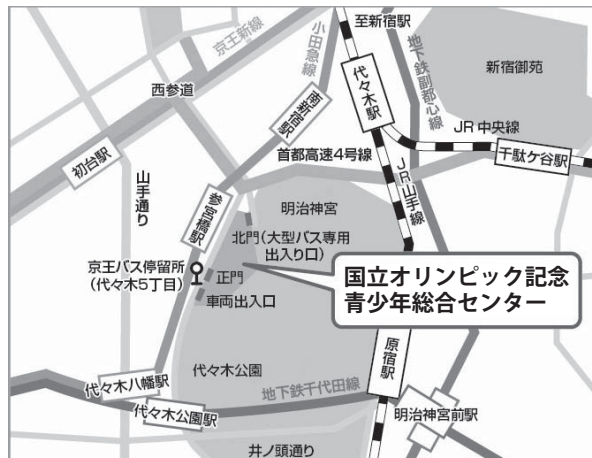 至新宿駅
京王新線
小田急線
代々木駅
地下鉄副都心線
新宿御苑
西参道
南新宿駅
JR中央線
千駄ケ谷駅
初台駅
山手通り
首都高速4号線
JR山手線
参宮橋駅
明治神宮
北門(大型バス専用
出入り口)
京王バス停留所
(代々木5丁目)
正門
車両出入口
国立オリンピック記念
青少年総合センター
原宿駅
代々木公園
代々木八幡駅
地下鉄千代田線
代々木公園駅
明治神宮前駅
井ノ頭通り